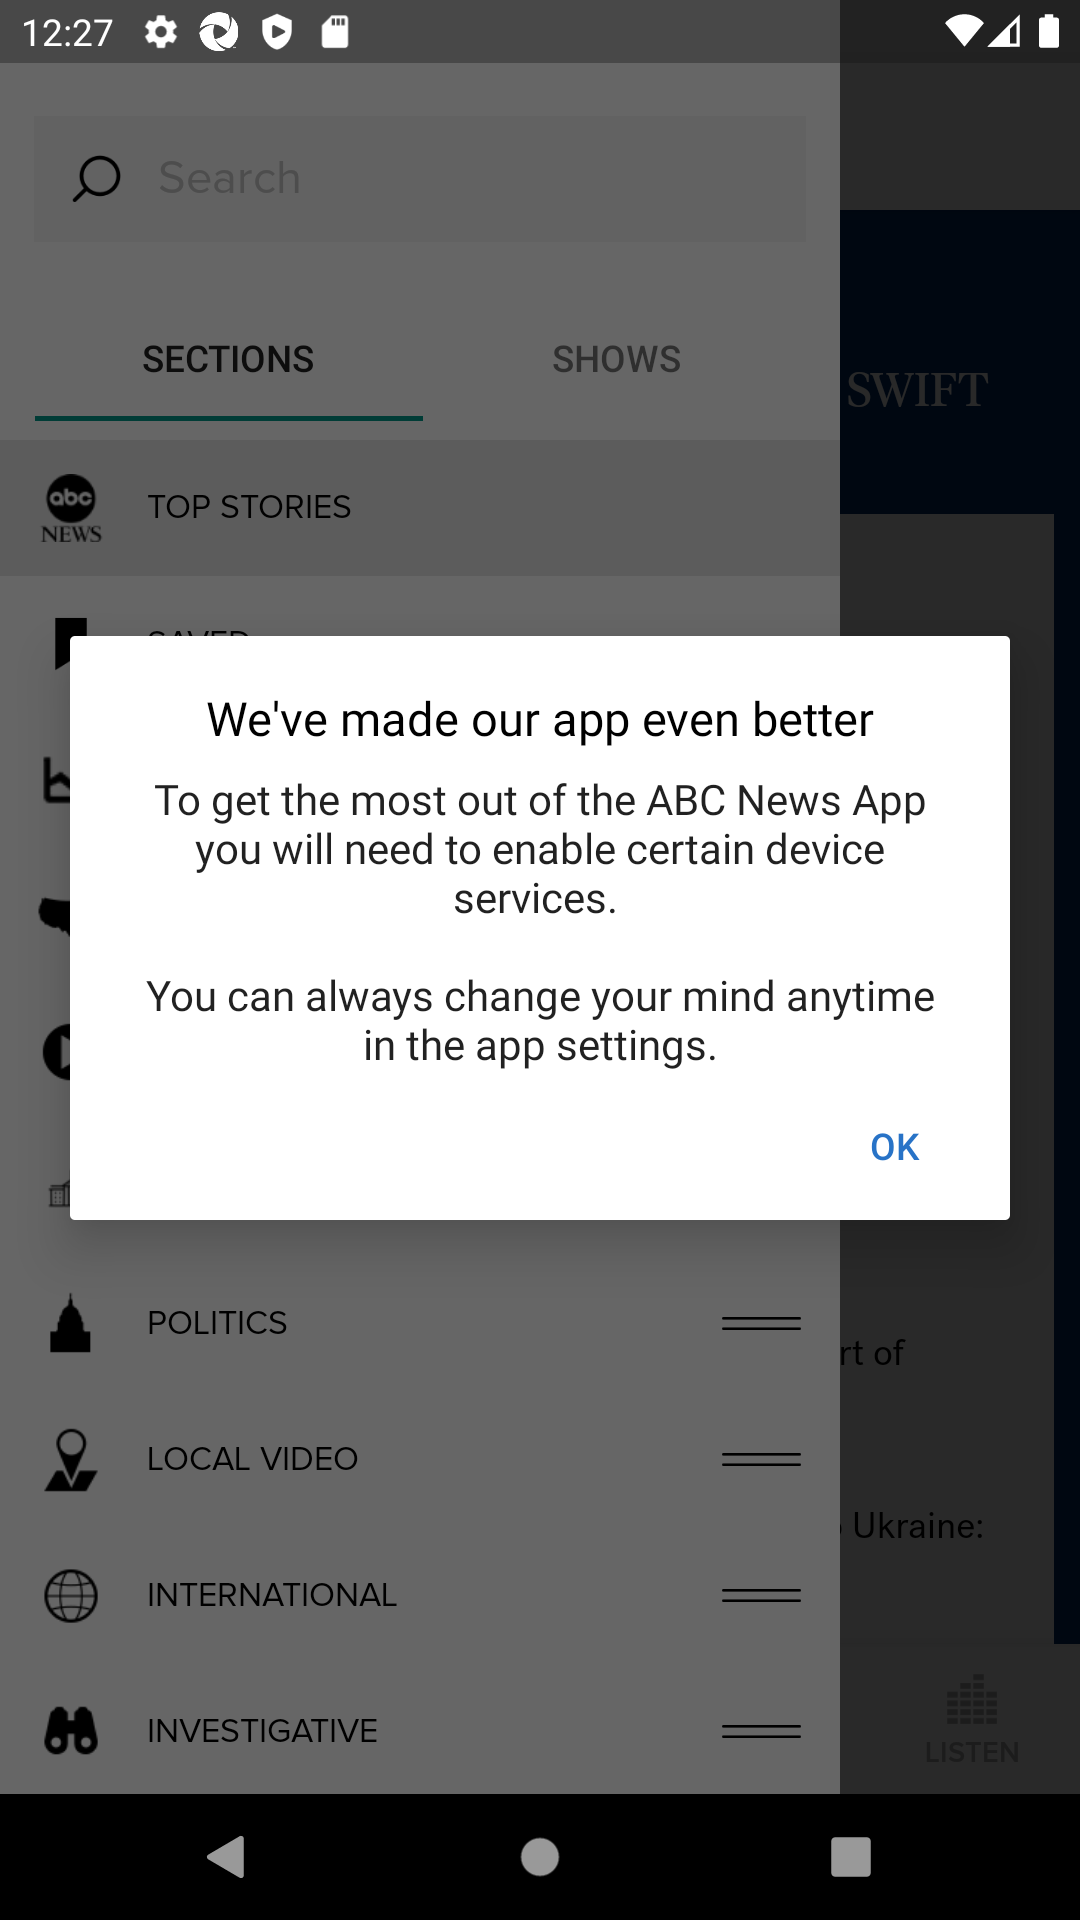 12:27
Search
SECTIONS SHOWS
SWIFT
abc
NEWS
TOP STORIES
SAVED
We've made our app even better
To get the most out of the ABC News App
you will need to enable certain device
services.
You can always change your mind anytime
in the app settings.
OK
POLITICS
rt of
LOCAL VIDEO
Ukraine:
INTERNATIONAL
INVESTIGATIVE
LISTEN